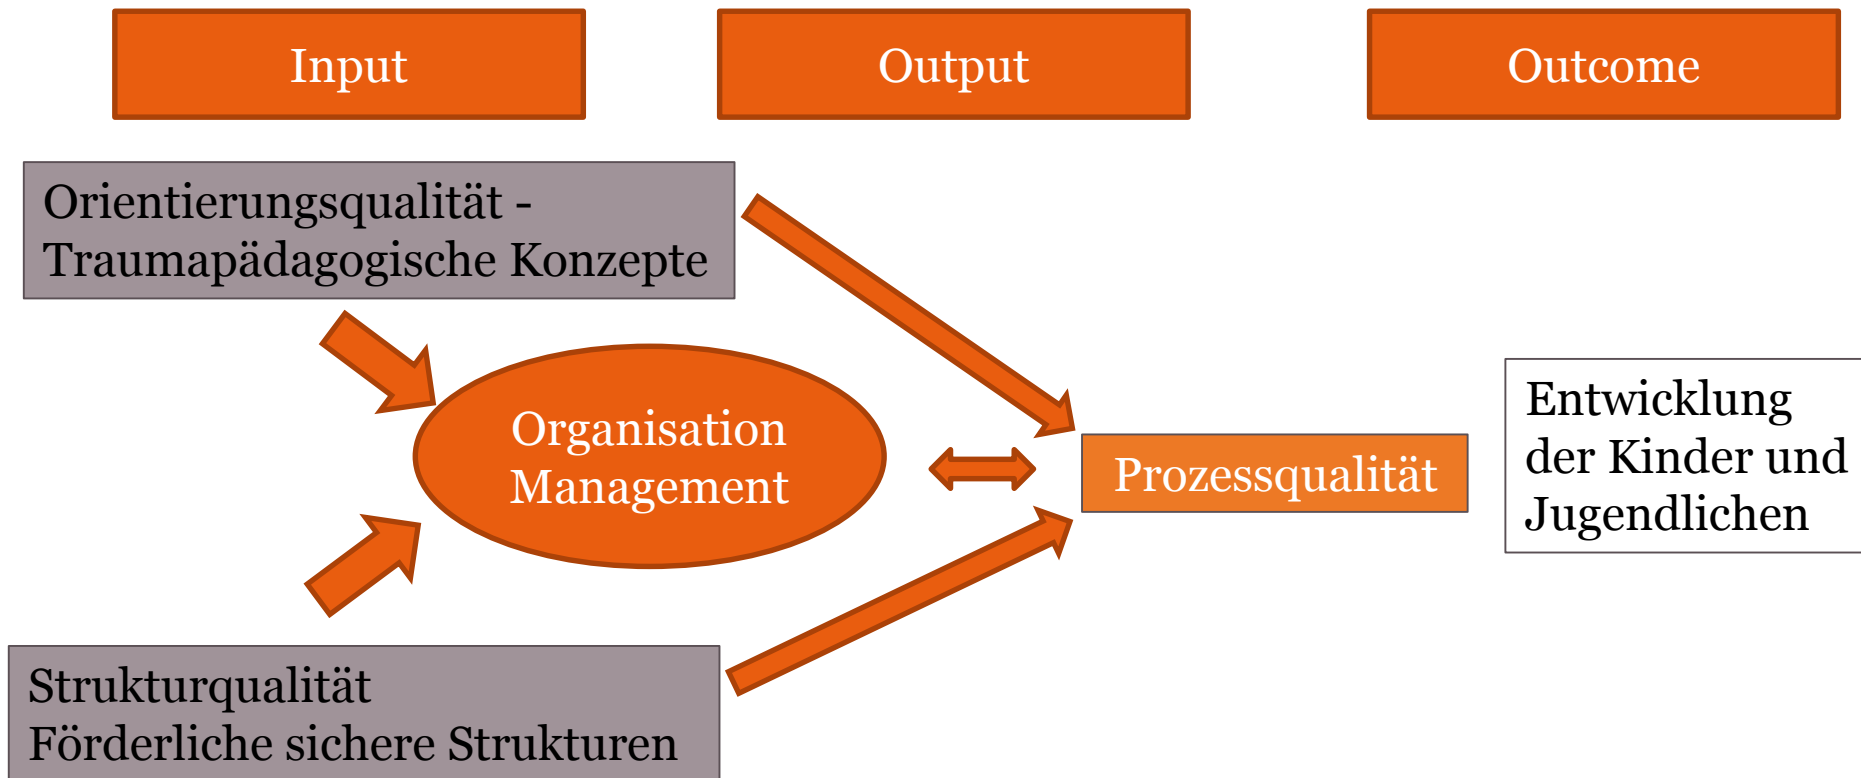 Input
Output
Outcome
Orientierungsqualität -
Traumapädagogische Konzepte
Organisation
Management
Prozessqualität
Entwicklung
der Kinder und
Jugendlichen
Strukturqualität
Förderliche sichere Strukturen